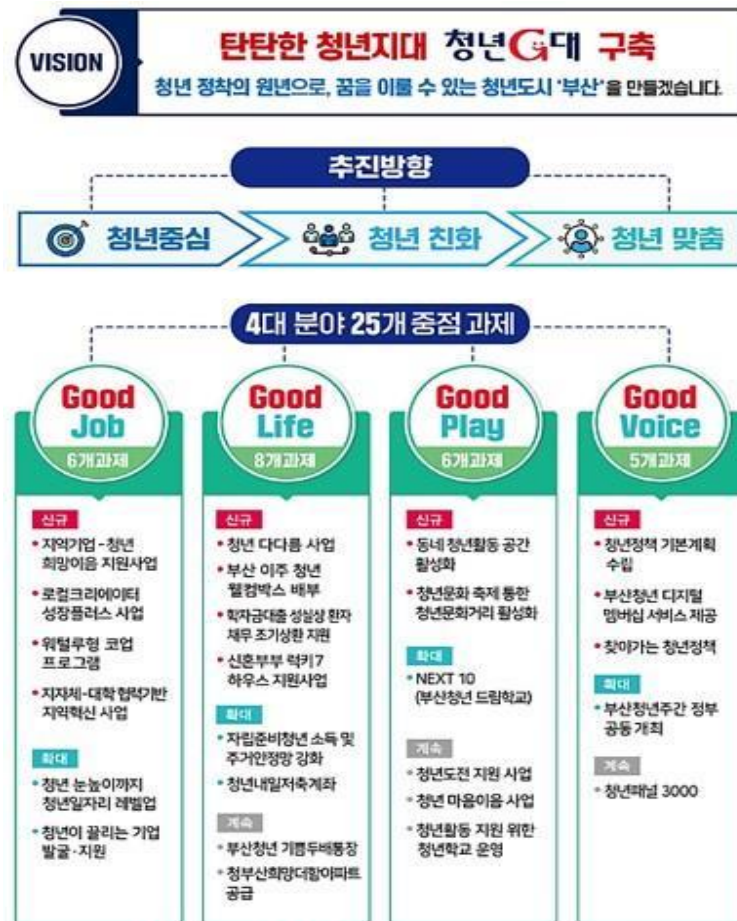 VISION
탄탄한 청년지대 청년G대 구축
청년 정착의 원년으로, 꿈을 이룰 수 있는 청년도시 '부산'을 만들겠습니다.
추진방향
청년중심
청년 친화
청년 맞춤
4대 분야 25개 중점 과제
Good
Job
6개과제
신규
• 지역기업-청년
희망이음 지원사업
• 로컬크리에이터
성장플러스 사업
• 워털루형 코업
프로그램
• 지자체-대학 협력기반
지역혁신 사업
확대
• 청년 눈높이까지
청년일자리 레벨업
• 청년이 끌리는 기업
발굴·지원
Good
Life
8개과제
신규
• 청년 다다름 사업
• 부산 이주 청년
웰컴박스 배부
• 학자금대출 성실상환자
채무 조기상환 지원
• 신혼부부 럭키7
하우스 지원사업
확대
• 자립준비청년 소득 및
주거안정망 강화
• 청년내일저축계좌
계속
• 부산청년 기쁨두배통장
• 청부산희망더함아파트
공급
Good
Play
6개과제
신규
• 동네 청년활동 공간
활성화
• 청년문화 축제 통한
청년문화거리 활성화
확대
• NEXT 10
(부산청년 드림학교)
계속
• 청년도전 지원 사업
• 청년 마음이음 사업
• 청년활동 지원 위한
청년학교 운영
Good
Voice
5개과제
신규
• 청년정책 기본계획
수립
• 부산청년 디지털
멤버십 서비스 제공
• 찾아가는 청년정책
확대
• 부산청년주간 정부
공동 개최
계속
• 청년패널 3000